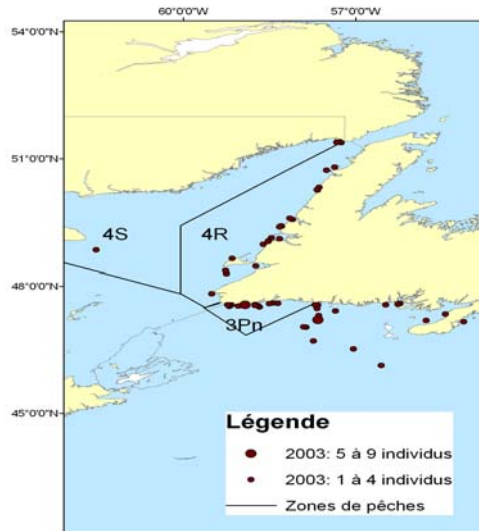 60°0'0"W 57°0'0"W
54°0'0"N
51°0'0"N
4S 4R
48°0'0"N
3Pn
45°0'0"N
Légende
2003: 5 à 9 individus
2003: 1 à 4 individus
Zones de pêches